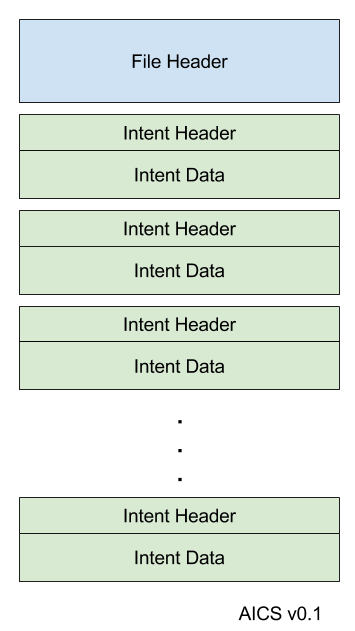 File Header
Intent Header
Intent Data
Intent Header
Intent Data
Intent Header
Intent Data
.
.
.
Intent Header
Intent Data
AICS v0.1